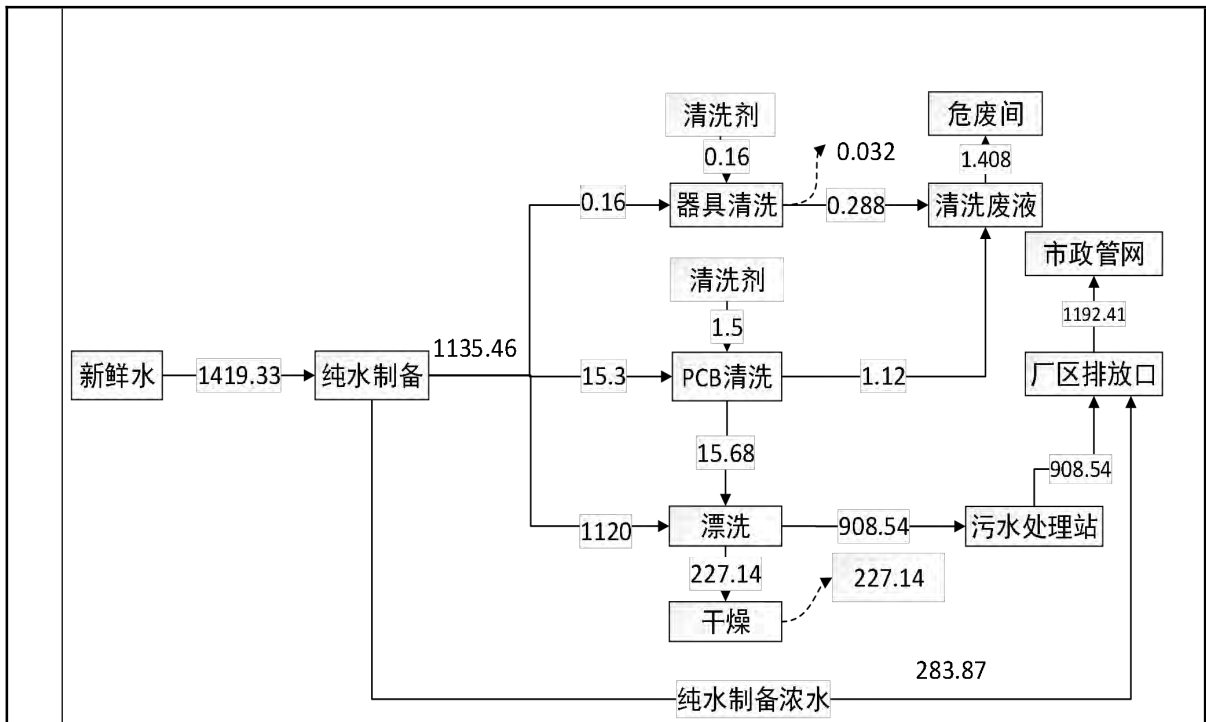 清洗剂
危废间
0.16
0.032
1.408
0.16
器具清洗
0.288
清洗废液
市政管网
清洗剂
1192.41
1.5
1135.46
新鲜水
1419.33
纯水制备
15.3
PCB清洗
1.12
厂区排放口
15.68
908.54
1120
漂洗
908.54
污水处理站
227.14
227.14
干燥
283.87
纯水制备浓水